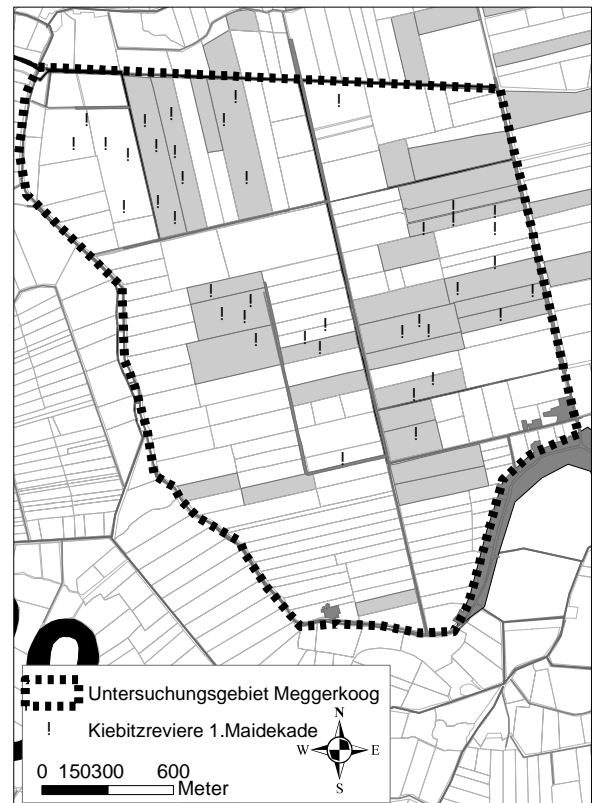 Untersuchungsgebiet Meggerkoog
! Kiebitzreviere 1.Maidekade
N
W E
S
0 150300 600
Meter